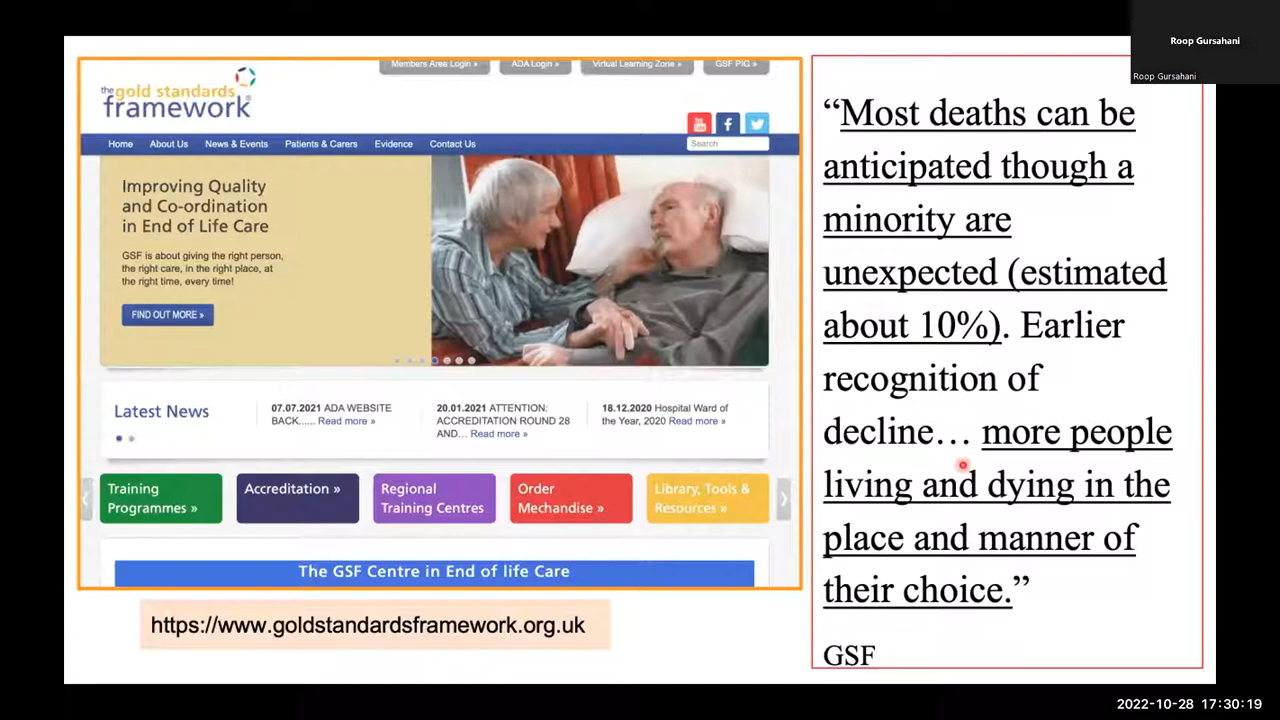 Roop Gursahani
Roop Gursahani
Members Area Login »
ADA Login »
Virtual Learning Zone »
GSF PIG »
the gold standards
framework®
Home
About Us
News & Events
Patients & Carers
Evidence
Contact Us
Search
Improving Quality
and Co-ordination
in End of Life Care
GSF is about giving the right person,
the right care, in the right place, at
the right time, every time!
FIND OUT MORE »
Latest News
07.07.2021 ADA WEBSITE
BACK...... Read more »
20.01.2021 ATTENTION:
ACCREDITATION ROUND 28
AND... Read more »
18.12.2020 Hospital Ward of
the Year, 2020 Read more »
Training
Programmes »
Accreditation »
Regional
Training Centres
Order
Mechandise »
Library, Tools &
Resources »
The GSF Centre in End of life Care
https://www.goldstandardsframework.org.uk
“Most deaths can be
anticipated though a
minority are
unexpected (estimated
about 10%). Earlier
recognition of
decline… more people
living and dying in the
place and manner of
their choice.”
GSF
2022-10-28 17:30:19